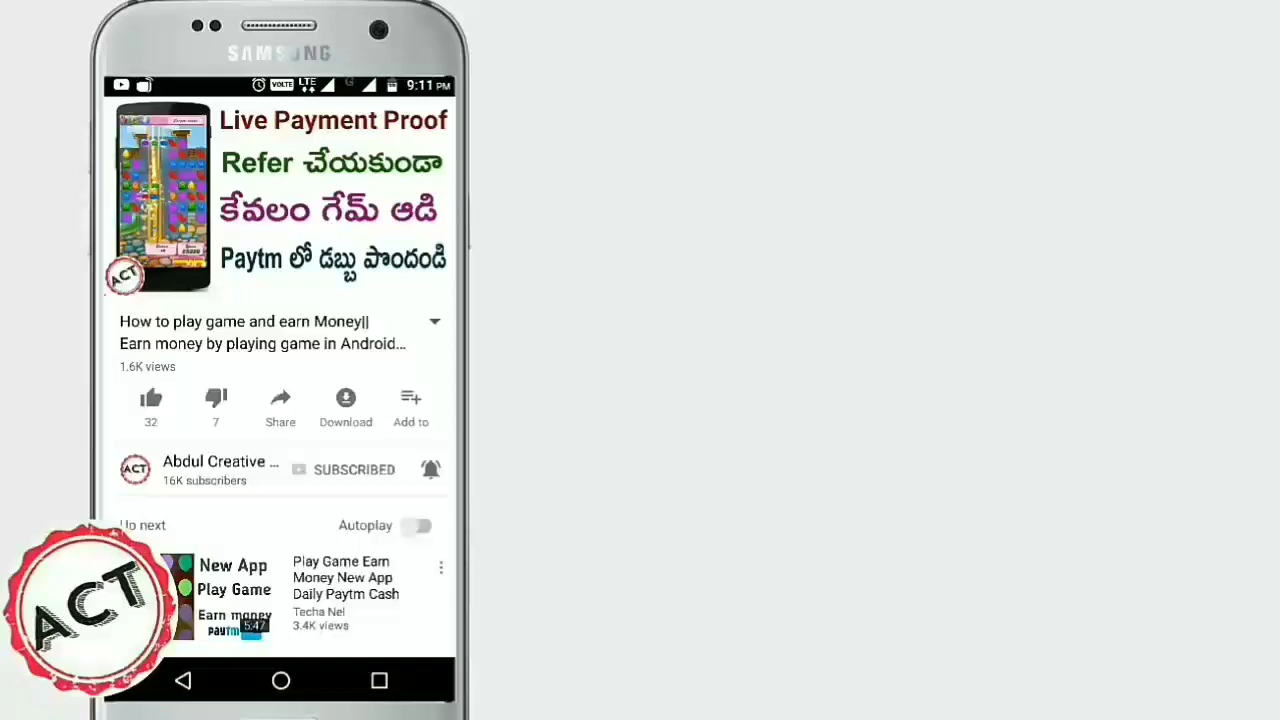 SAMSUNG
VOLTE LTE G 9:11 PM
Live Payment Proof
Refer చేయకుండా
కేవలం గేమ్ ఆడి
Paytm లో డబ్బు పొందండి
ACT
How to play game and earn Money||
Earn money by playing game in Android...
1.6K views
32 7 Share Download Add to
ACT
Abdul Creative ... SUBSCRIBED
16K subscribers
Up next Autoplay
New App
Play Game
Earn money
paytm
5:47
Play Game Earn
Money New App
Daily Paytm Cash
Techa Nel
3.4K views
ACT